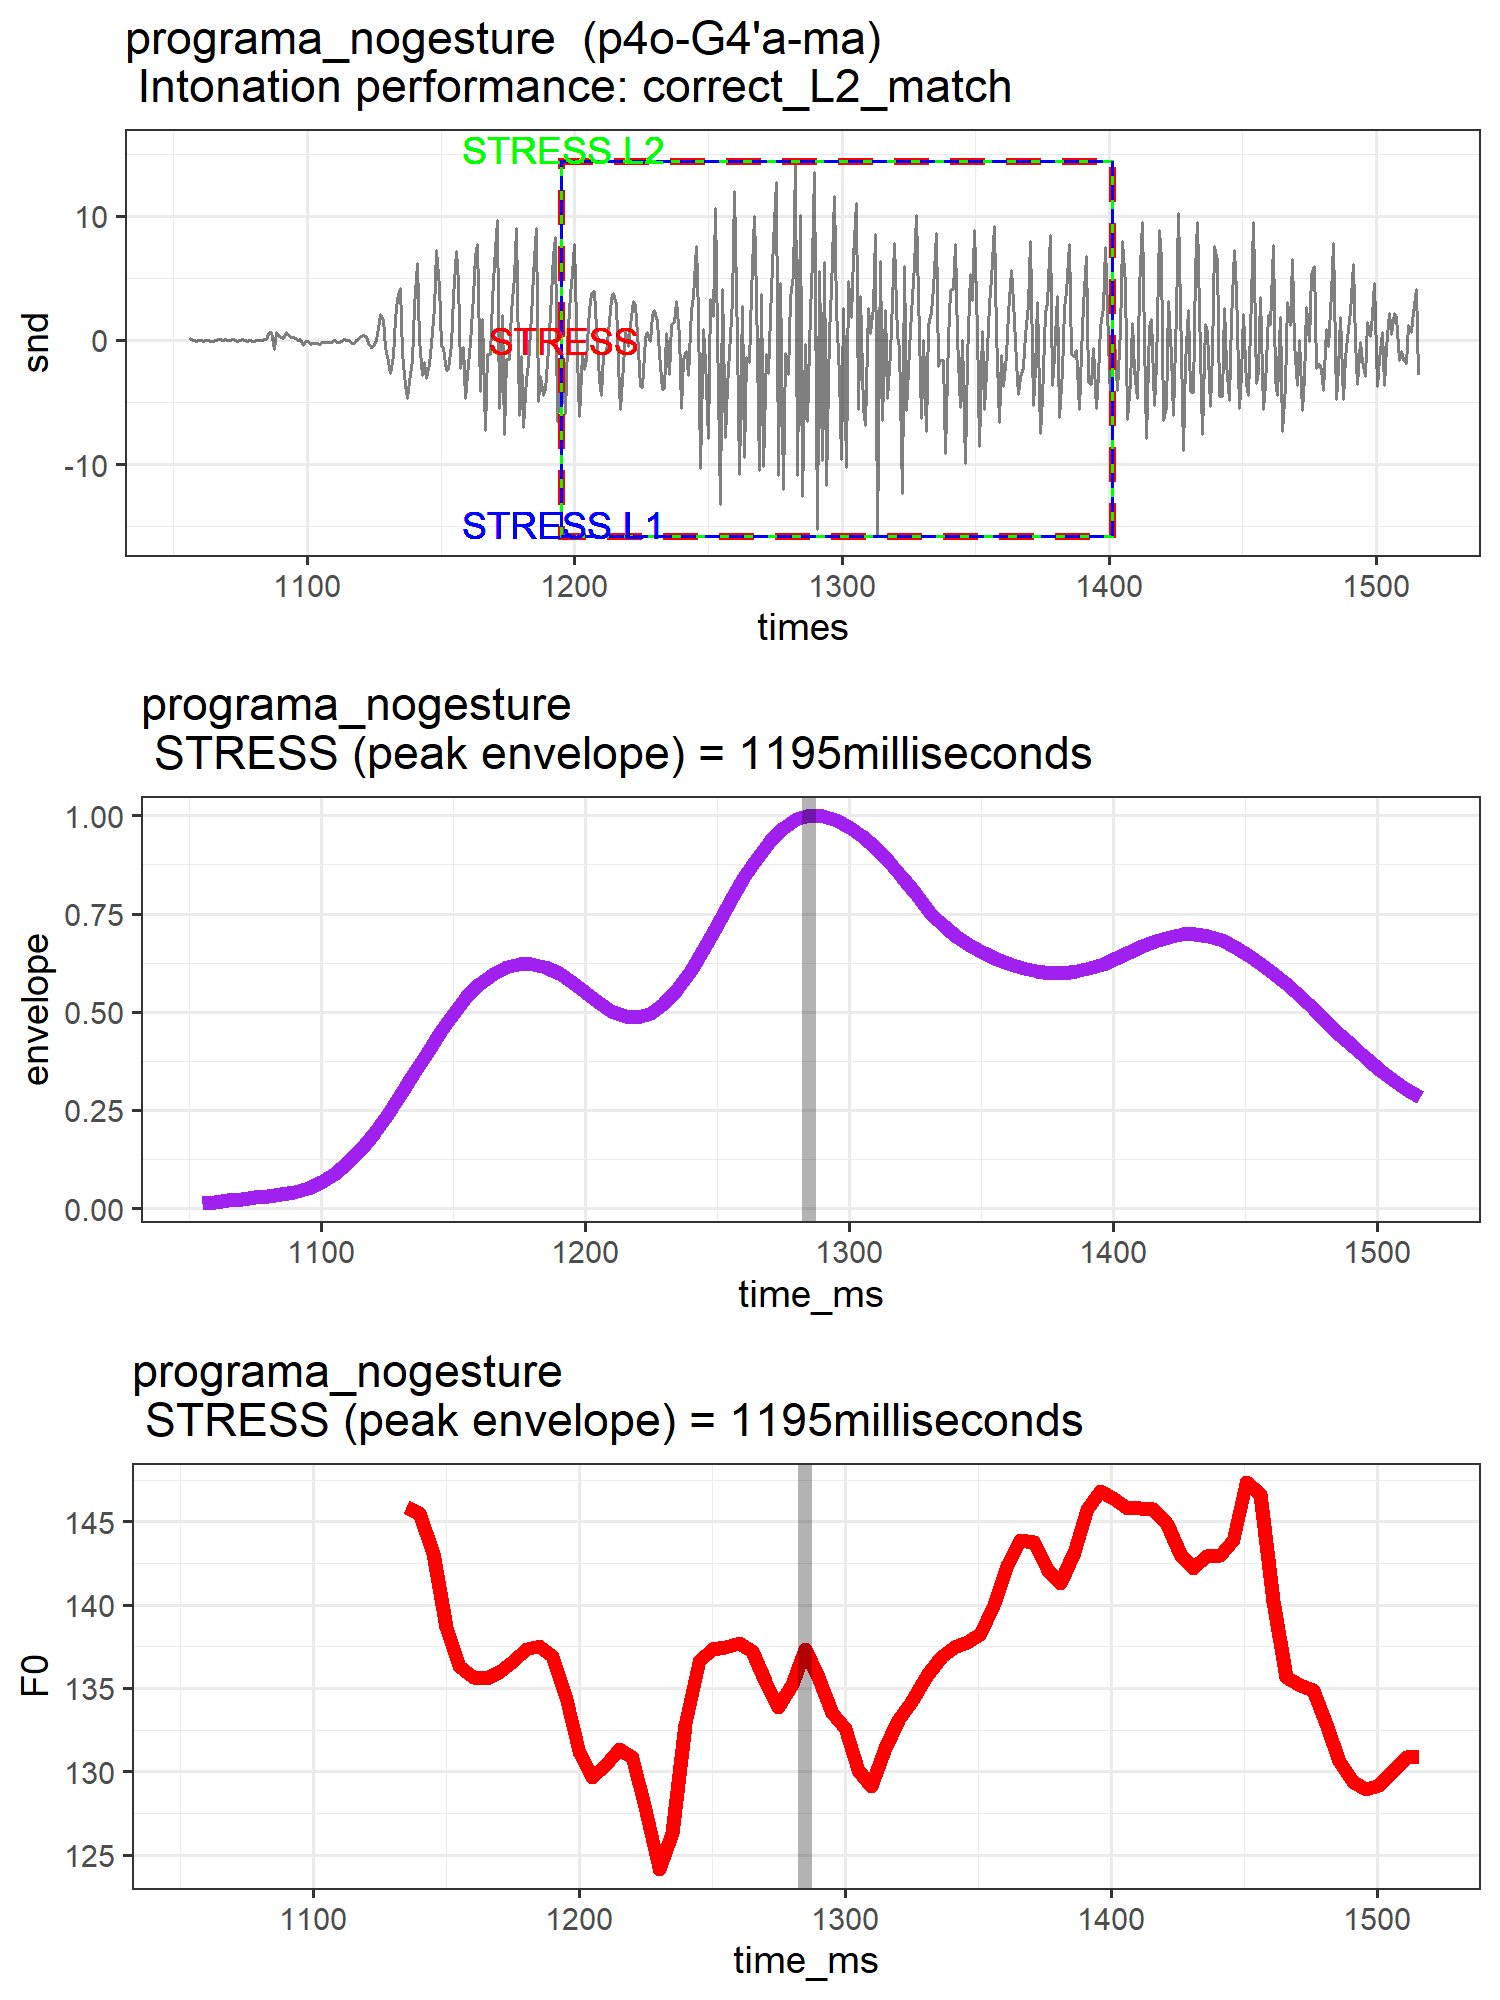 programa_nogesture  (p4o-G4'a-ma)
Intonation performance: correct_L2_match
STRESS L2
10
STRESS
0
snd
-10
STRESS L1
1100 1200 1300 1400 1500
times
programa_nogesture
STRESS (peak envelope) = 1195milliseconds
1.00
0.75
envelope
0.50
0.25
0.00
1100 1200 1300 1400 1500
time_ms
programa_nogesture
STRESS (peak envelope) = 1195milliseconds
145
140
F0
135
130
125
1100 1200 1300 1400 1500
time_ms